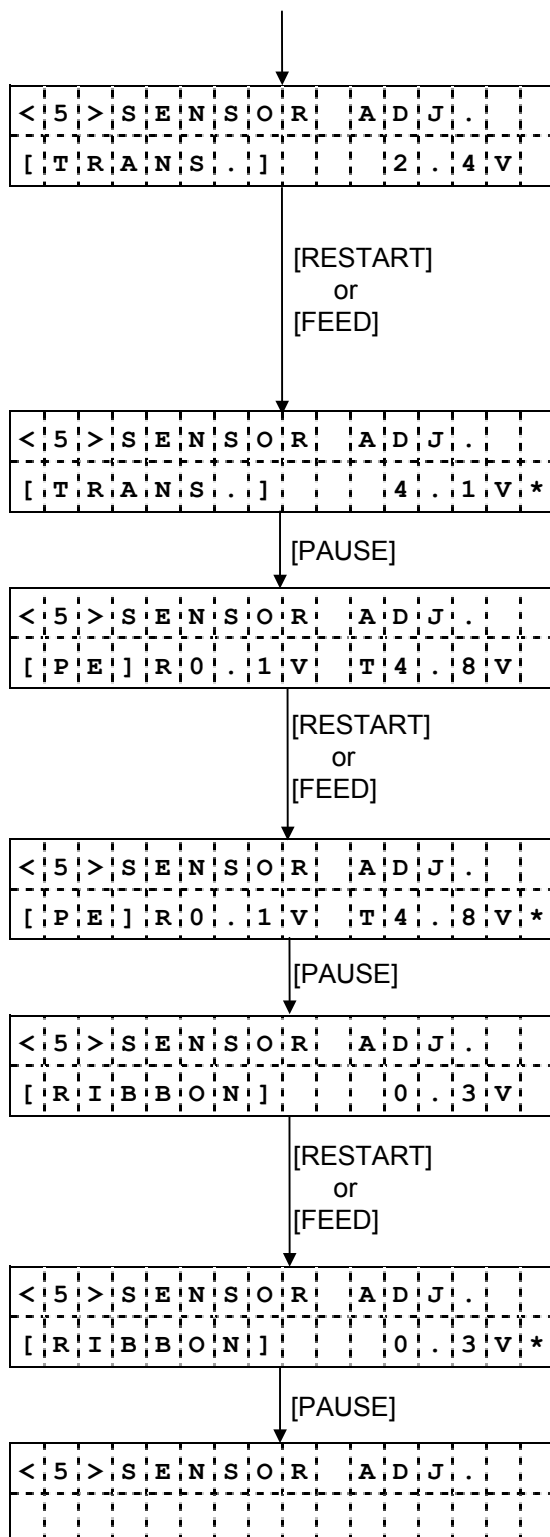 <5>SENSOR ADJ.
[TRANS.] 2.4V
[RESTART]
or
[FEED]
<5>SENSOR ADJ.
[TRANS.] 4.1V*
[PAUSE]
<5>SENSOR ADJ.
[PE]R0.1V T4.8V
[RESTART]
or
[FEED]
<5>SENSOR ADJ.
[PE]R0.1V T4.8V*
[PAUSE]
<5>SENSOR ADJ.
[RIBBON] 0.3V
[RESTART]
or
[FEED]
<5>SENSOR ADJ.
[RIBBON] 0.3V*
[PAUSE]
<5>SENSOR ADJ.